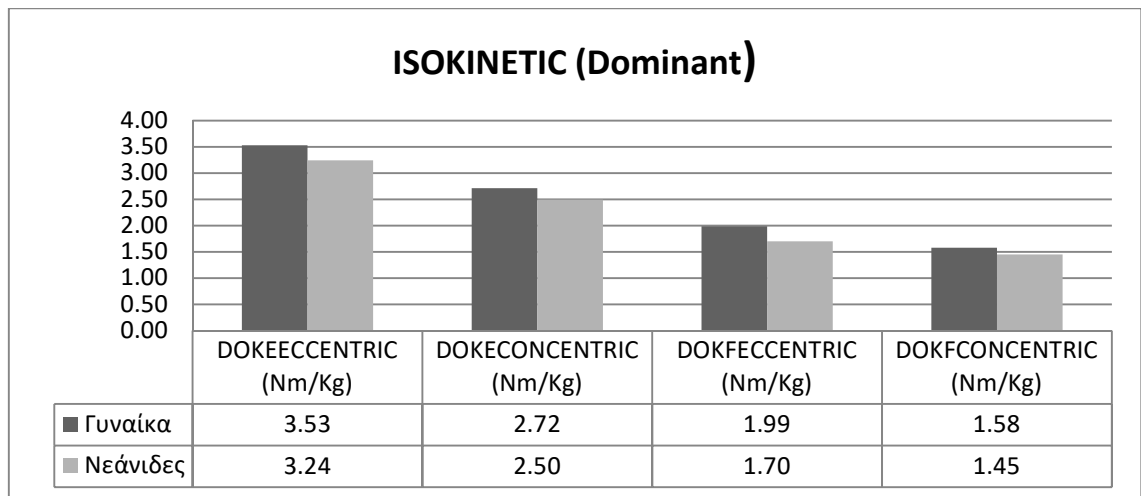 ISOKINETIC (Dominant)
4.00
3.50
3.00
2.50
2.00
1.50
1.00
0.50
0.00
DOKEECCENTRIC DOKECONCENTRIC DOKFECCENTRIC DOKFCONCENTRIC
(Nm/Kg) (Nm/Kg) (Nm/Kg) (Nm/Kg)
Γυναίκα 3.53 2.72 1.99 1.58
Νεάνιδες 3.24 2.50 1.70 1.45